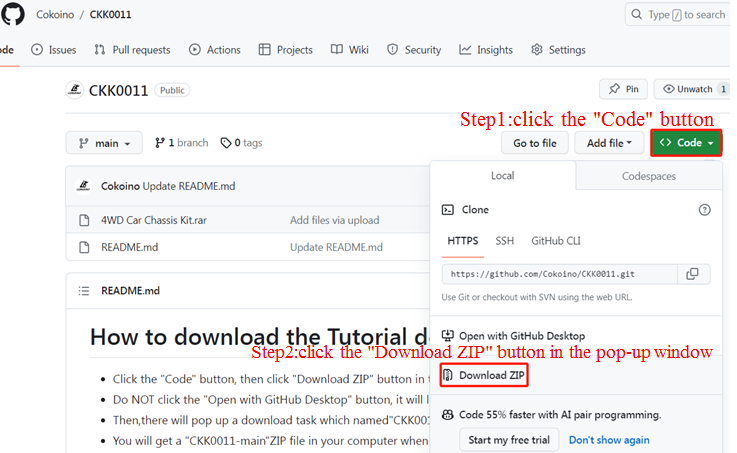 Cokoino / CKK0011
Type / to search
ode Issues Pull requests Actions Projects Wiki Security Insights Settings
CKK0011 Public
Pin Unwatch 1
Step1:click the "Code" button
main 1 branch 0 tags Go to file Add file Code
Local Codespaces
Cokoino Update README.md
Clone
4WD Car Chassis Kit.rar Add files via upload
HTTPS SSH GitHub CLI
README.md Update README.md
https://github.com/Cokoino/CKK0011.git
Use Git or checkout with SVN using the web URL.
README.md
How to download the Tutorial d
Open with GitHub Desktop
Step2:click the "Download ZIP" button in the pop-up window
Click the "Code" button, then click "Download ZIP" button in t
Download ZIP
Do NOT click the "Open with GitHub Desktop" button, it will l
Then,there will pop up a download task which named"CKK00
Code 55% faster with AI pair programming.
You will get a "CKK0011-main"ZIP file in your computer when
Start my free trial Don't show again